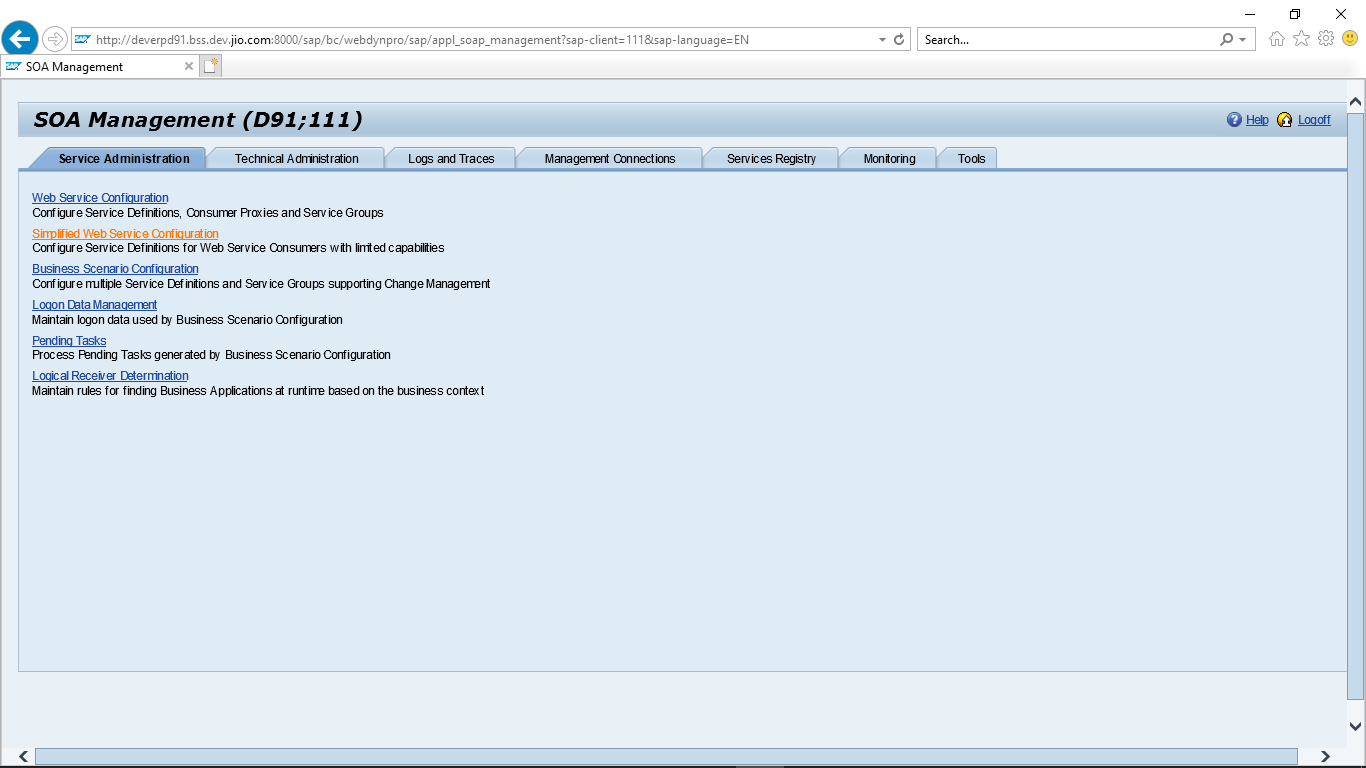 http://deverpd91.bss.dev.jio.com:8000/sap/bc/webdynpro/sap/appl_soap_management?sap-client=111&sap-language=EN
Search...
SOA Management
SOA Management (D91;111)
Help
Logoff
Service Administration
Technical Administration
Logs and Traces
Management Connections
Services Registry
Monitoring
Tools
Web Service Configuration
Configure Service Definitions, Consumer Proxies and Service Groups
Simplified Web Service Configuration
Configure Service Definitions for Web Service Consumers with limited capabilities
Business Scenario Configuration
Configure multiple Service Definitions and Service Groups supporting Change Management
Logon Data Management
Maintain logon data used by Business Scenario Configuration
Pending Tasks
Process Pending Tasks generated by Business Scenario Configuration
Logical Receiver Determination
Maintain rules for finding Business Applications at runtime based on the business context